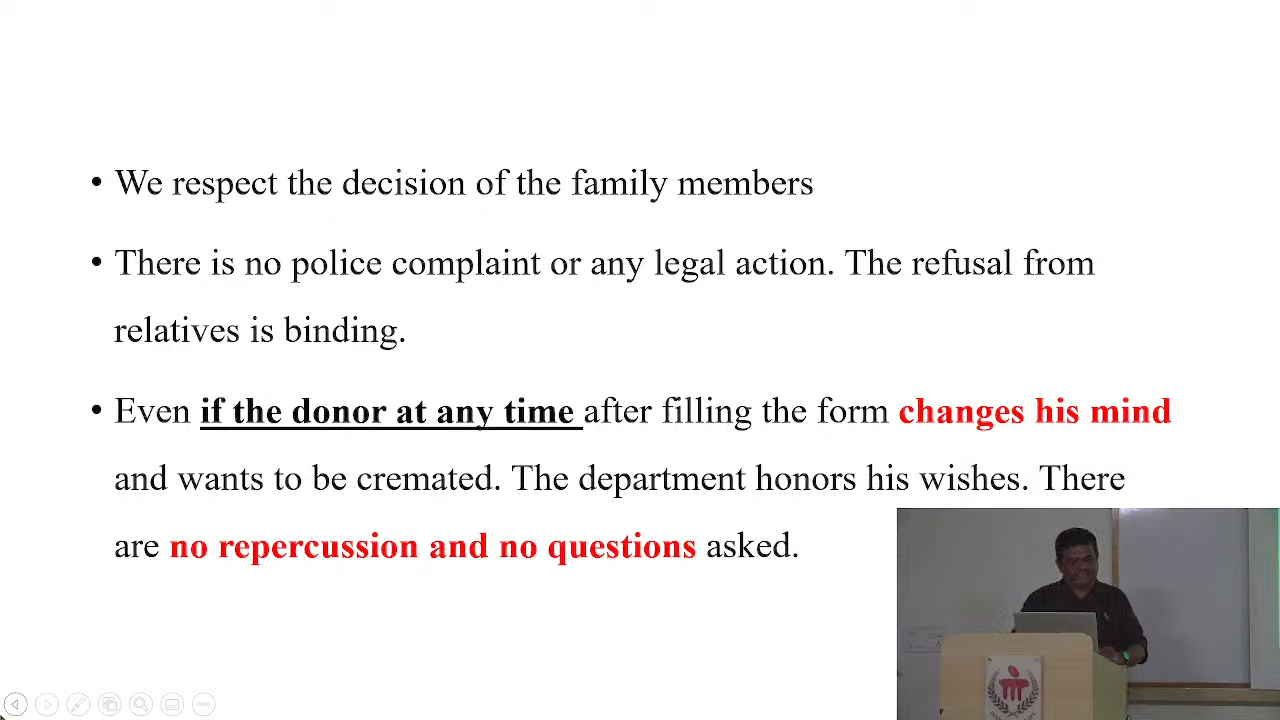 • We respect the decision of the family members
• There is no police complaint or any legal action. The refusal from
relatives is binding.
• Even if the donor at any time after filling the form changes his mind
and wants to be cremated. The department honors his wishes. There
are no repercussion and no questions asked.